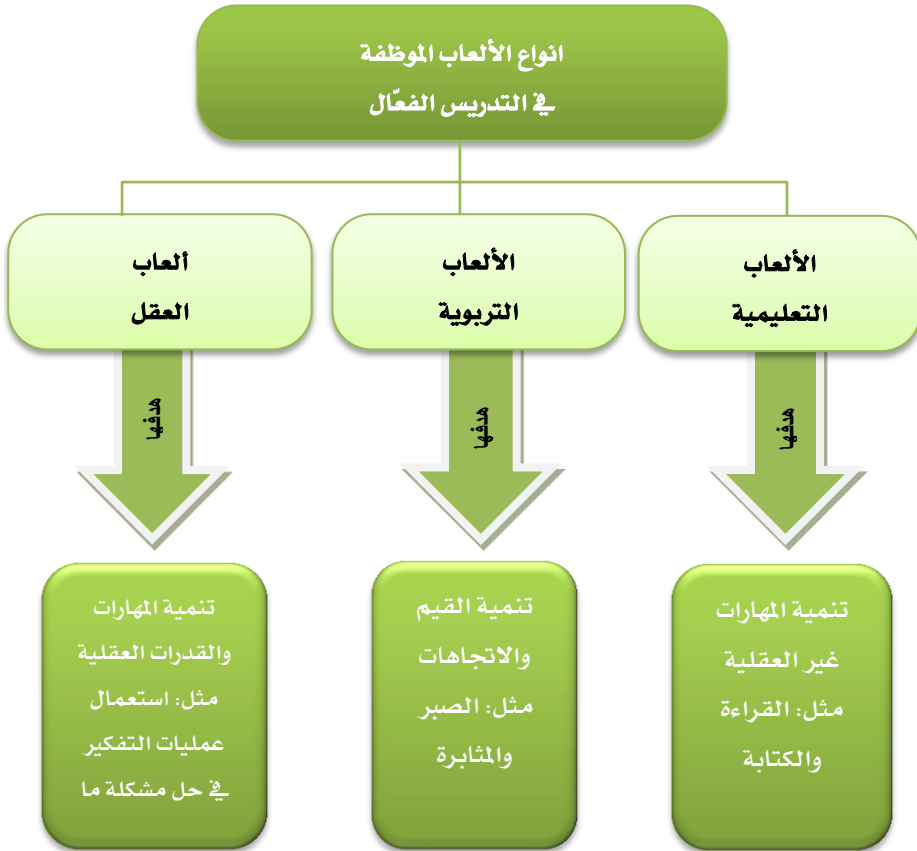 انواع الألعاب الموظفة
في التدريس الفعّال
الألعاب
التعليمية
الألعاب
التربوية
ألعاب
العقل
هدفها
هدفها
هدفها
تنمية المهارات
غير العقلية
مثل: القراءة
والكتابة
تنمية القيم
والاتجاهات
مثل: الصبر
والمثابرة
تنمية المهارات
والقدرات العقلية
مثل: استعمال
عمليات التفكير
في حل مشكلة ما